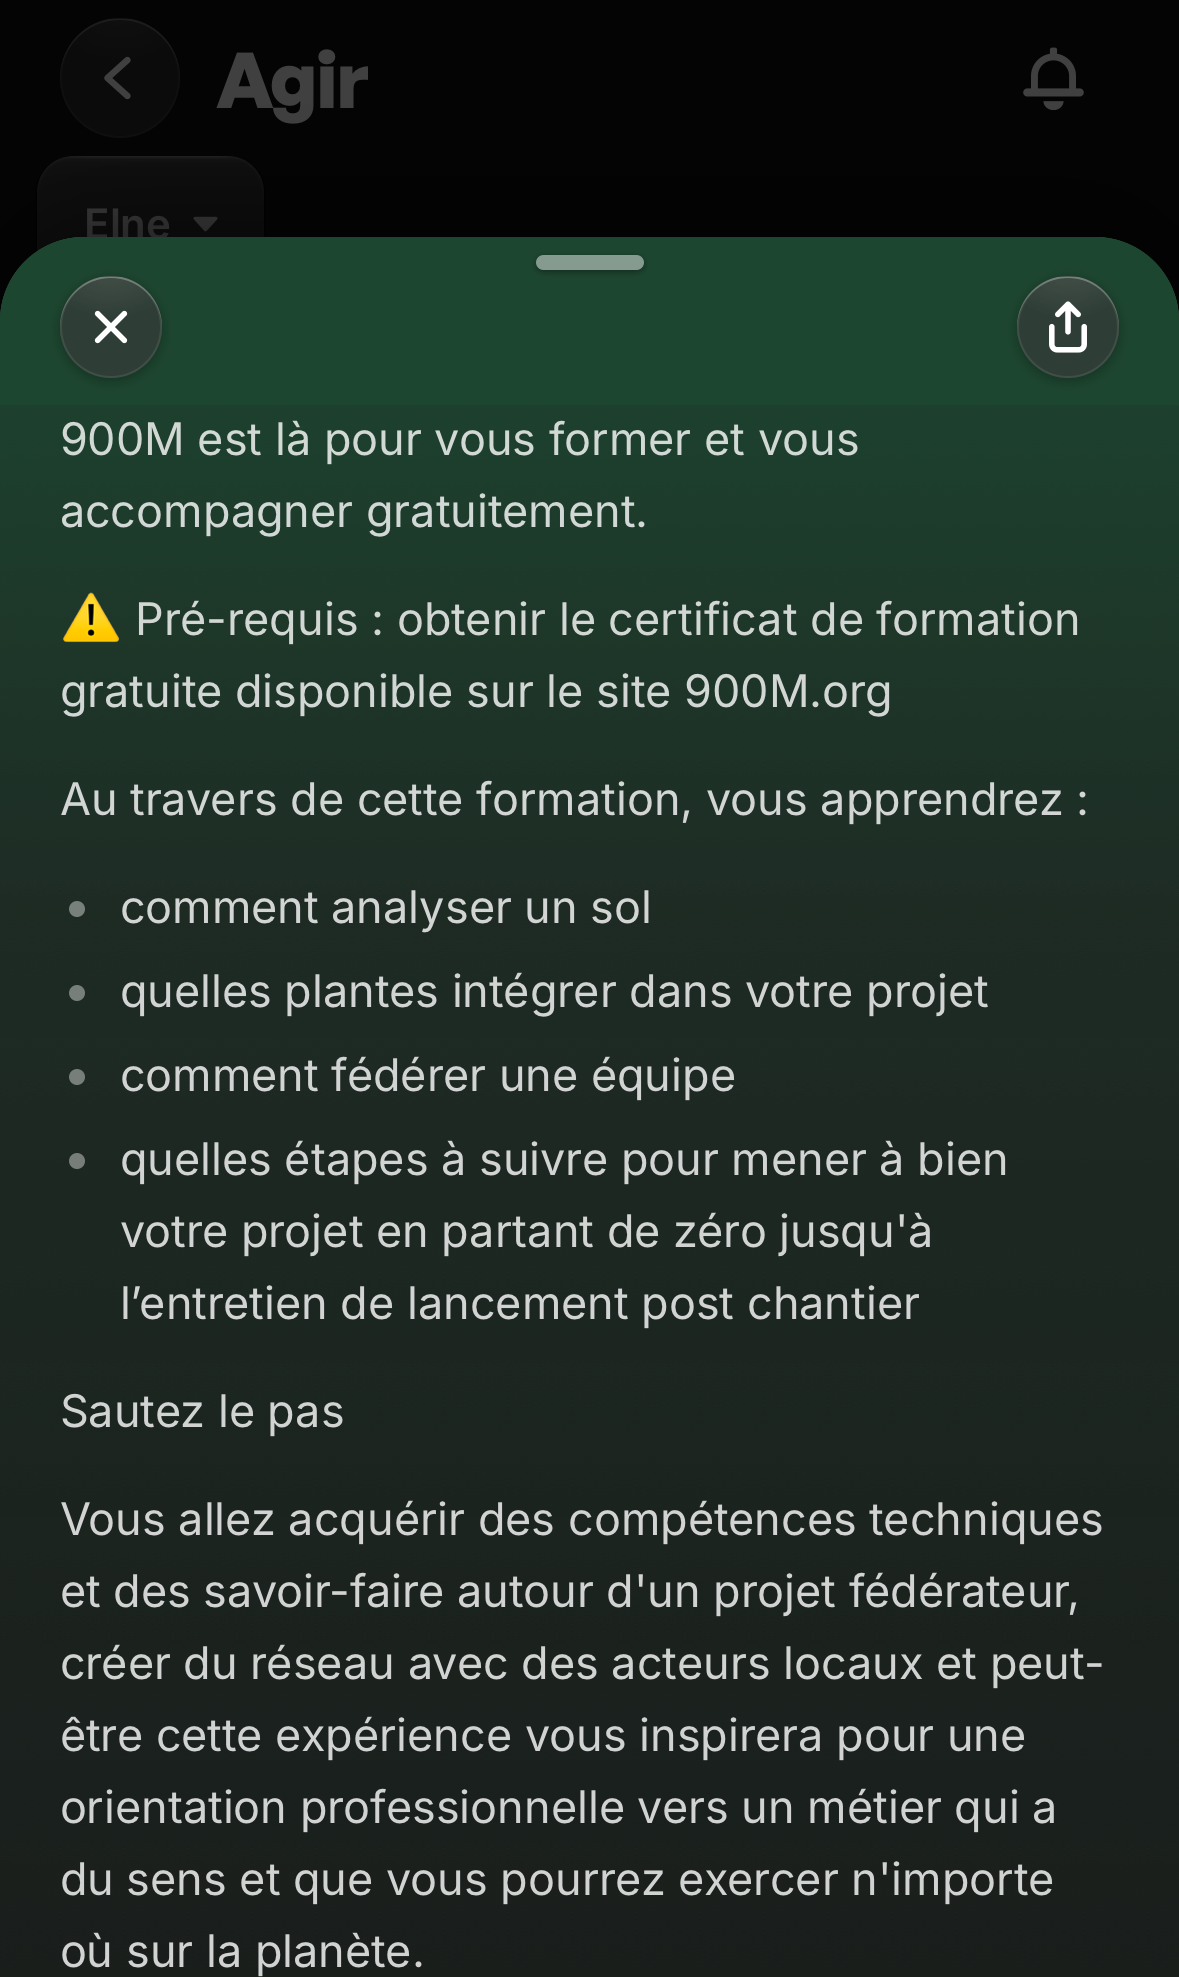 Agir
Elne
900M est là pour vous former et vous
accompagner gratuitement.
⚠️ Pré-requis : obtenir le certificat de formation
gratuite disponible sur le site 900M.org
Au travers de cette formation, vous apprendrez :
• comment analyser un sol
• quelles plantes intégrer dans votre projet
• comment fédérer une équipe
• quelles étapes à suivre pour mener à bien
votre projet en partant de zéro jusqu'à
l’entretien de lancement post chantier
Sautez le pas
Vous allez acquérir des compétences techniques
et des savoir-faire autour d'un projet fédérateur,
créer du réseau avec des acteurs locaux et peut-
être cette expérience vous inspirera pour une
orientation professionnelle vers un métier qui a
du sens et que vous pourrez exercer n'importe
où sur la planète.